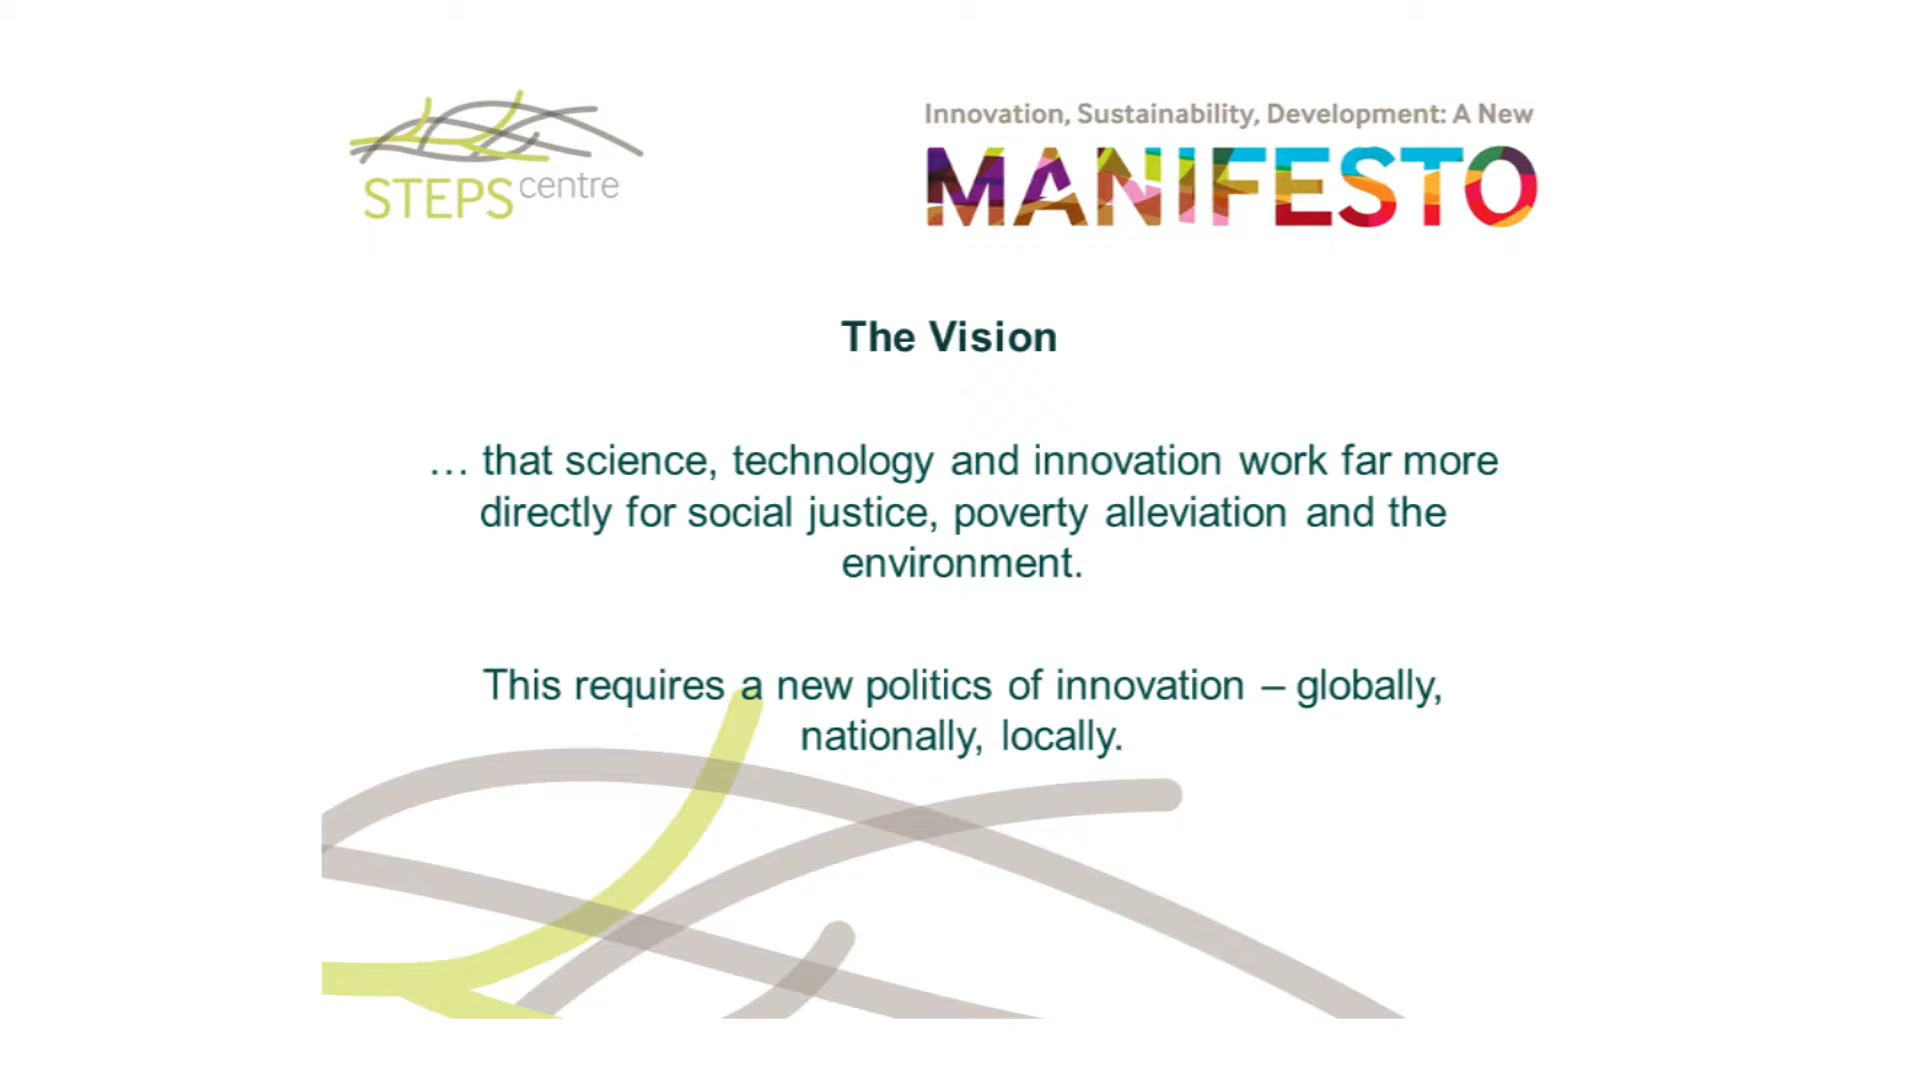 STEPS centre
Innovation, Sustainability, Development: A New
MANIFESTO
The Vision
… that science, technology and innovation work far more
directly for social justice, poverty alleviation and the
environment.
This requires a new politics of innovation – globally,
nationally, locally.